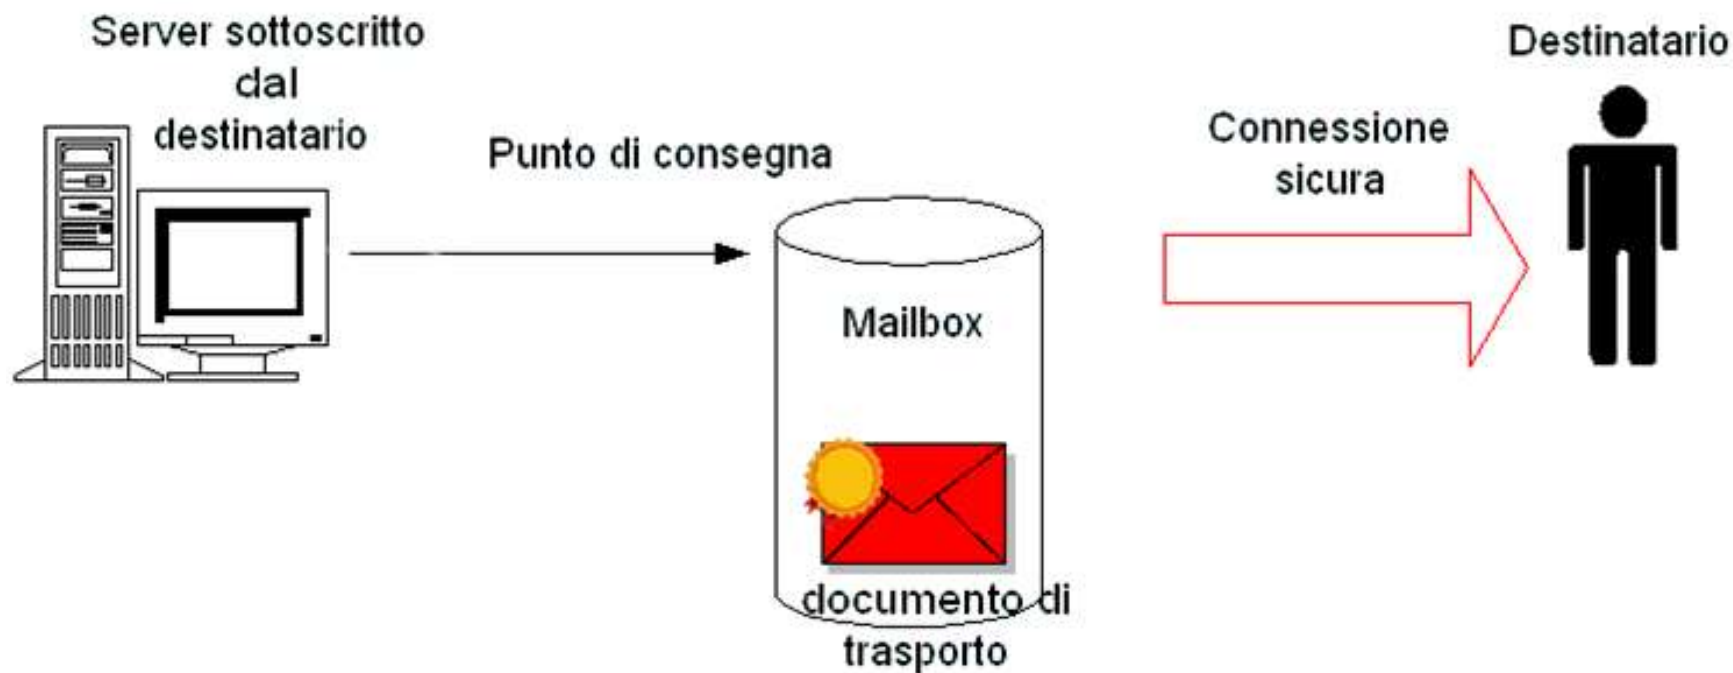 Server sottoscritto
dal
destinatario
Punto di consegna
Mailbox
documento di
trasporto
Connessione
sicura
Destinatario